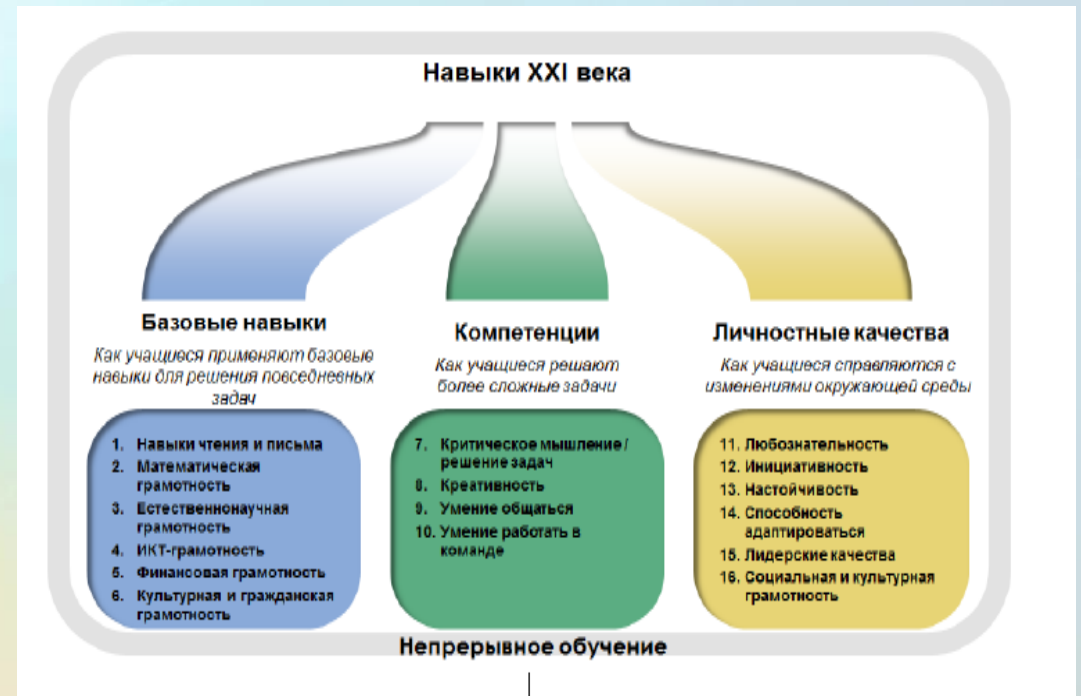 Навыки XXI века
Базовые навыки
Как учащиеся применяют базовые
навыки для решения повседневных
задач
1. Навыки чтения и письма
2. Математическая
грамотность
3. Естественнонаучная
грамотность
4. ИКТ-грамотность
5. Финансовая грамотность
6. Культурная и гражданская
грамотность
Компетенции
Как учащиеся решают
более сложные задачи
7. Критическое мышление /
решение задач
8. Креативность
9. Умение общаться
10. Умение работать в
команде
Личностные качества
Как учащиеся справляются с
изменениями окружающей среды
11. Любознательность
12. Инициативность
13. Настойчивость
14. Способность
адаптироваться
15. Лидерские качества
16. Социальная и культурная
грамотность
Непрерывное обучение